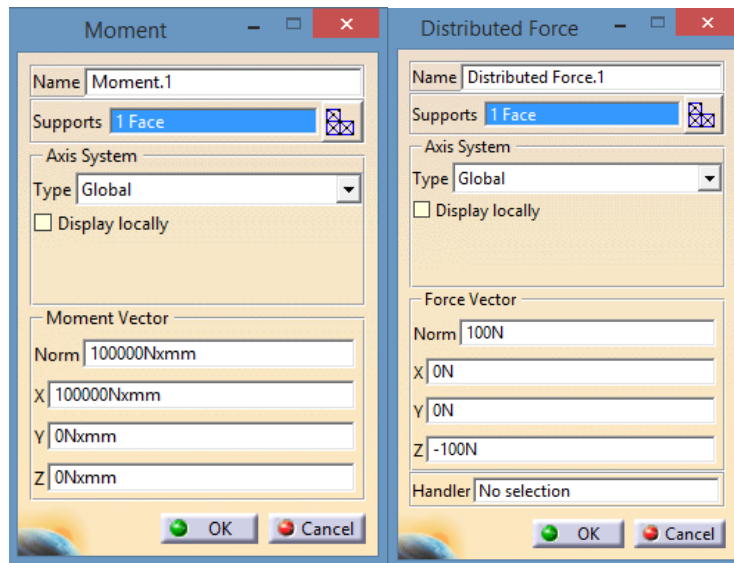 Moment
Name Moment.1
Supports 1 Face
Axis System
Type Global
Display locally
Moment Vector
Norm 100000Nxmm
X 100000Nxmm
Y 0Nxmm
Z 0Nxmm
OK Cancel
Distributed Force
Name Distributed Force.1
Supports 1 Face
Axis System
Type Global
Display locally
Force Vector
Norm 100N
X 0N
Y 0N
Z -100N
Handler No selection
OK Cancel